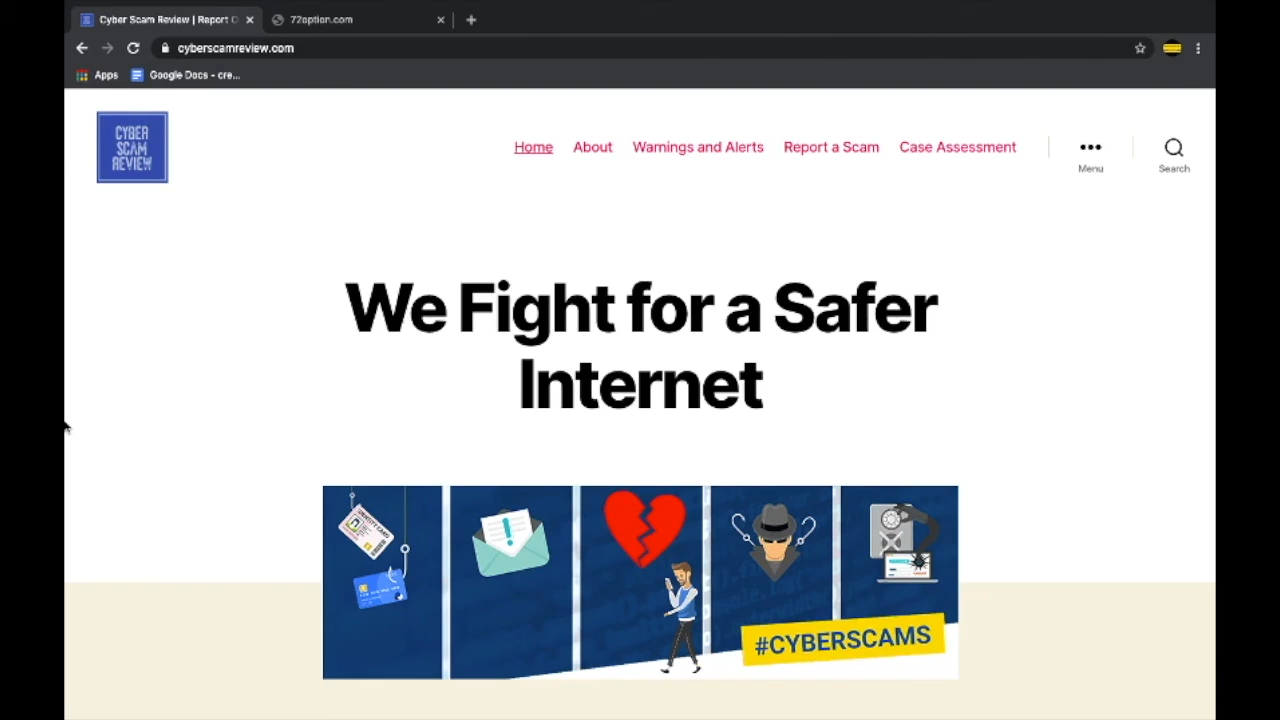 Cyber Scam Review | Report O
72option.com
cyberscamreview.com
Apps
Google Docs - cre...
CYBER
SCAM
REVIEW
Home
About
Warnings and Alerts
Report a Scam
Case Assessment
Menu
Search
We Fight for a Safer
Internet
#CYBERSCAMS